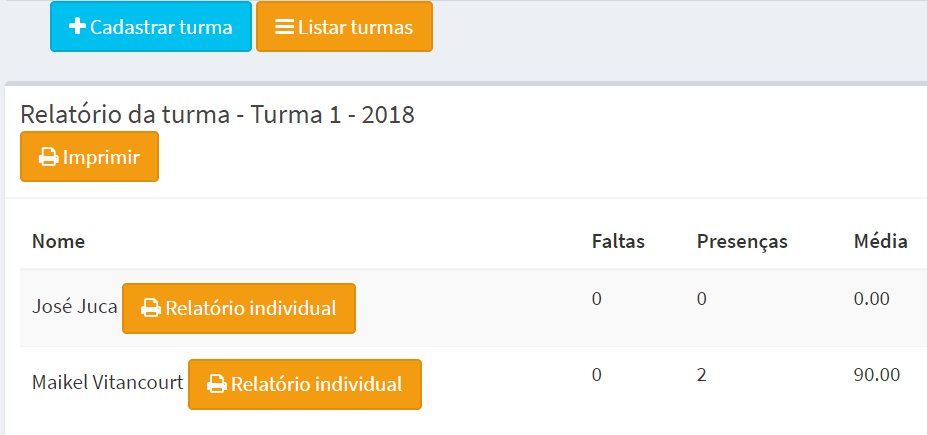 Cadastrar turma Listar turmas
Relatório da turma - Turma 1 - 2018
Imprimir
Nome Faltas Presenças Média
José Juca Relatório individual 0 0 0.00
Maikel Vitancourt Relatório individual 0 2 90.00